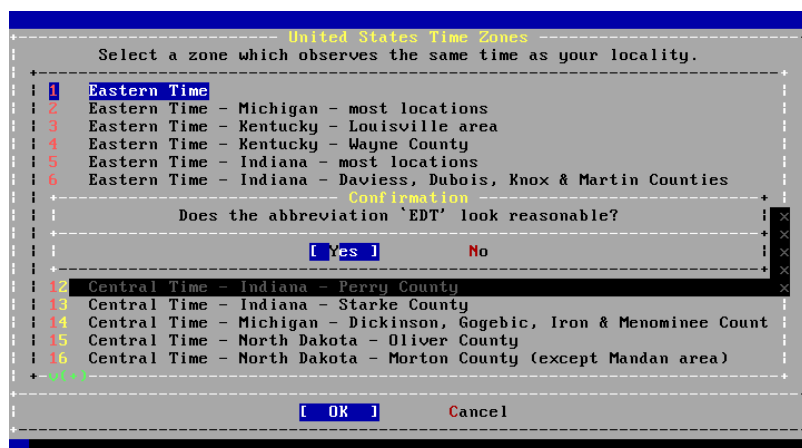 United States Time Zones
Select a zone which observes the same time as your locality.
1 Eastern Time
2 Eastern Time - Michigan - most locations
3 Eastern Time - Kentucky - Louisville area
4 Eastern Time - Kentucky - Wayne County
5 Eastern Time - Indiana - most locations
6 Eastern Time - Indiana - Daviess, Dubois, Knox & Martin Counties
Confirmation
Does the abbreviation `EDT' look reasonable?
[ Yes ] No
12 Central Time - Indiana - Perry County
13 Central Time - Indiana - Starke County
14 Central Time - Michigan - Dickinson, Gogebic, Iron & Menominee Count
15 Central Time - North Dakota - Oliver County
16 Central Time - North Dakota - Morton County (except Mandan area)
v(+)
[ OK ] Cancel